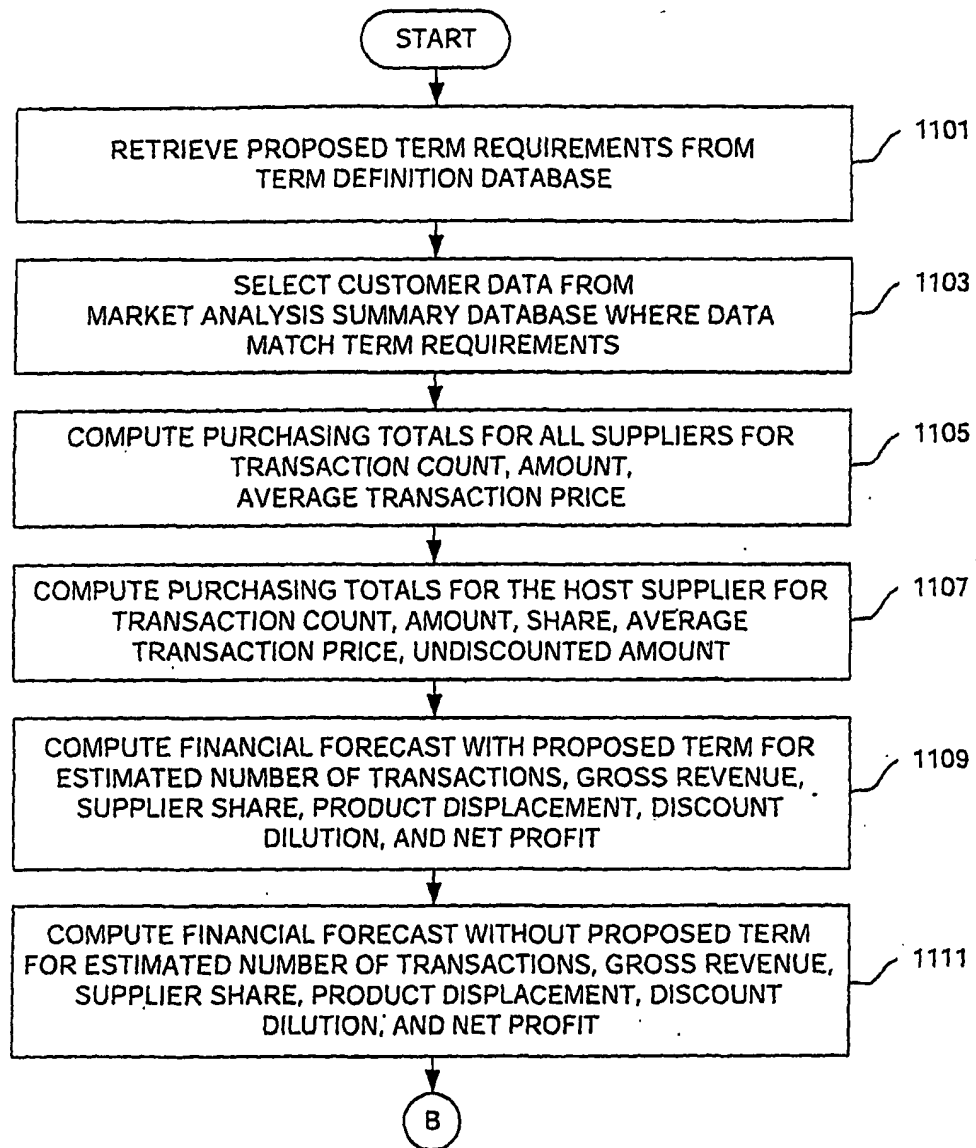 START
RETRIEVE PROPOSED TERM REQUIREMENTS FROM
TERM DEFINITION DATABASE
1101
SELECT CUSTOMER DATA FROM
MARKET ANALYSIS SUMMARY DATABASE WHERE DATA
MATCH TERM REQUIREMENTS
1103
COMPUTE PURCHASING TOTALS FOR ALL SUPPLIERS FOR
TRANSACTION COUNT, AMOUNT,
AVERAGE TRANSACTION PRICE
1105
COMPUTE PURCHASING TOTALS FOR THE HOST SUPPLIER FOR
TRANSACTION COUNT, AMOUNT, SHARE, AVERAGE
TRANSACTION PRICE, UNDISCOUNTED AMOUNT
1107
COMPUTE FINANCIAL FORECAST WITH PROPOSED TERM FOR
ESTIMATED NUMBER OF TRANSACTIONS, GROSS REVENUE,
SUPPLIER SHARE, PRODUCT DISPLACEMENT, DISCOUNT
DILUTION, AND NET PROFIT
1109
COMPUTE FINANCIAL FORECAST WITHOUT PROPOSED TERM
FOR ESTIMATED NUMBER OF TRANSACTIONS, GROSS REVENUE,
SUPPLIER SHARE, PRODUCT DISPLACEMENT, DISCOUNT
DILUTION, AND NET PROFIT
1111
B